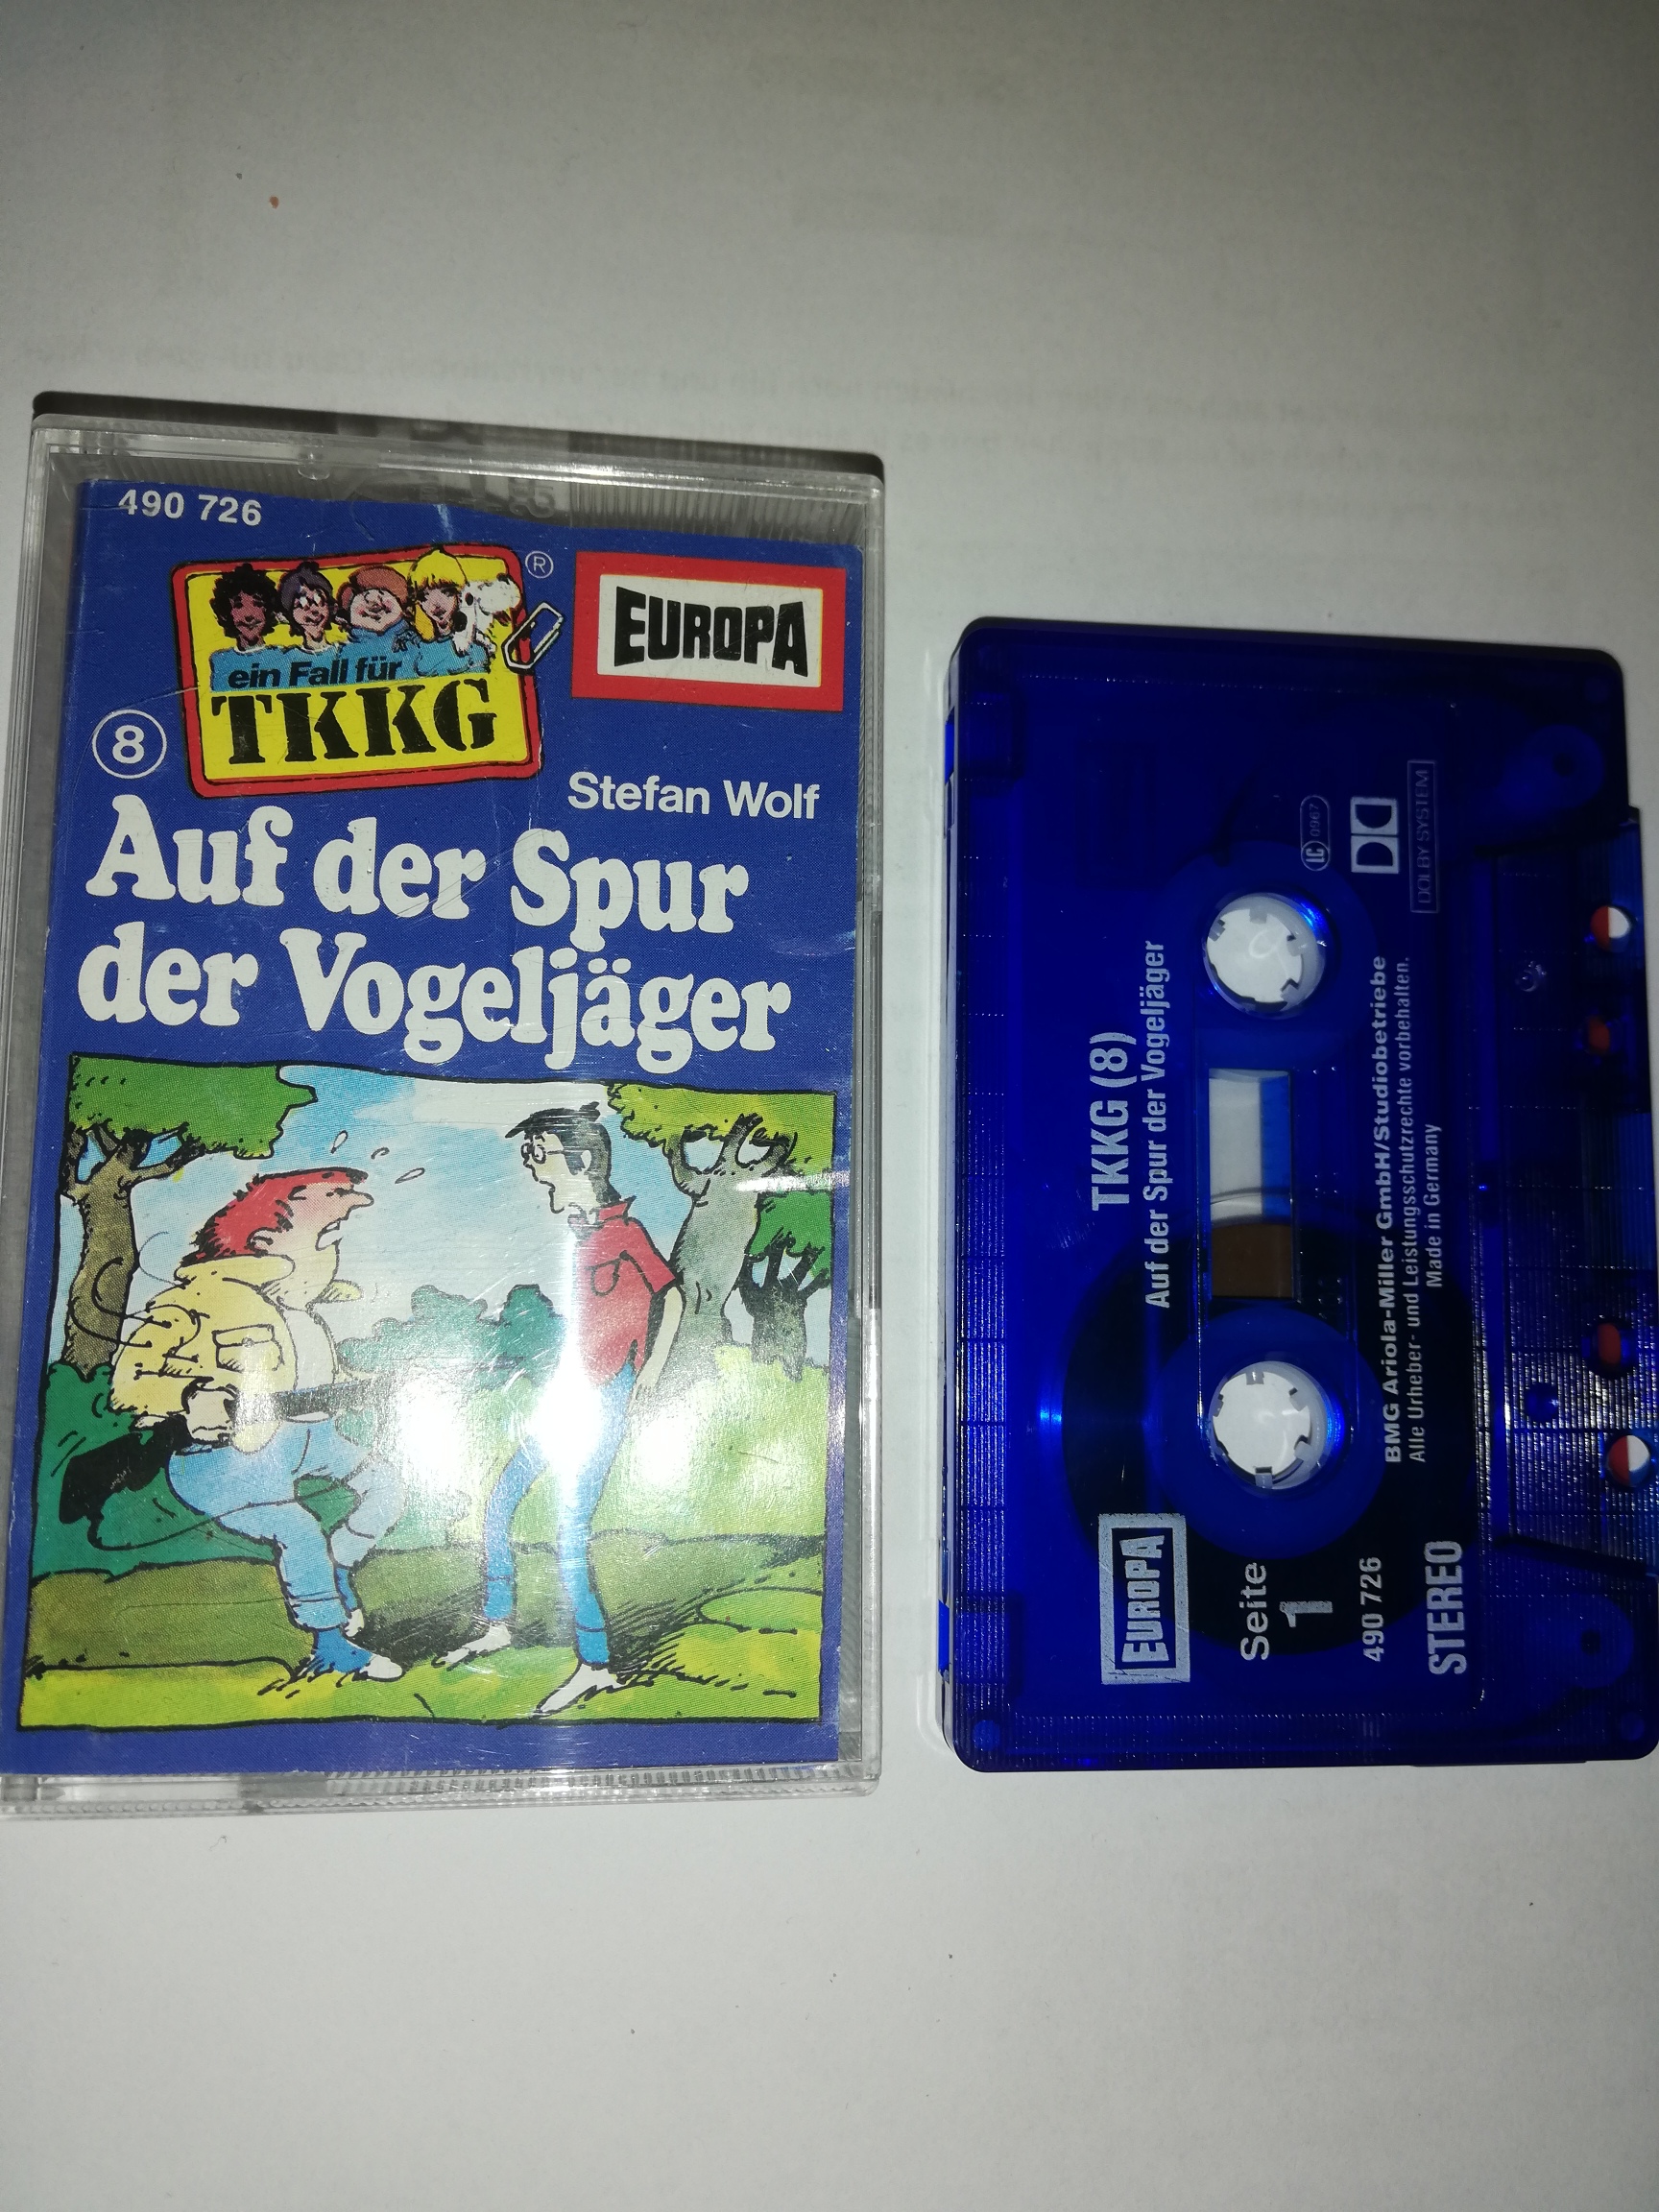 490 726
ein Fall für
TKKG
®
EUROPA
8
Stefan Wolf
Auf der Spur
der Vogeljäger
TKKG (8)
Auf der Spur der Vogeljäger
EUROPA
Seite
1
490 726
STEREO
LC 0967
DOLBY SYSTEM
BMG Ariola-Miller GmbH/Studiobetriebe
Alle Urheber- und Leistungsschutzrechte vorbehalten.
Made in Germany